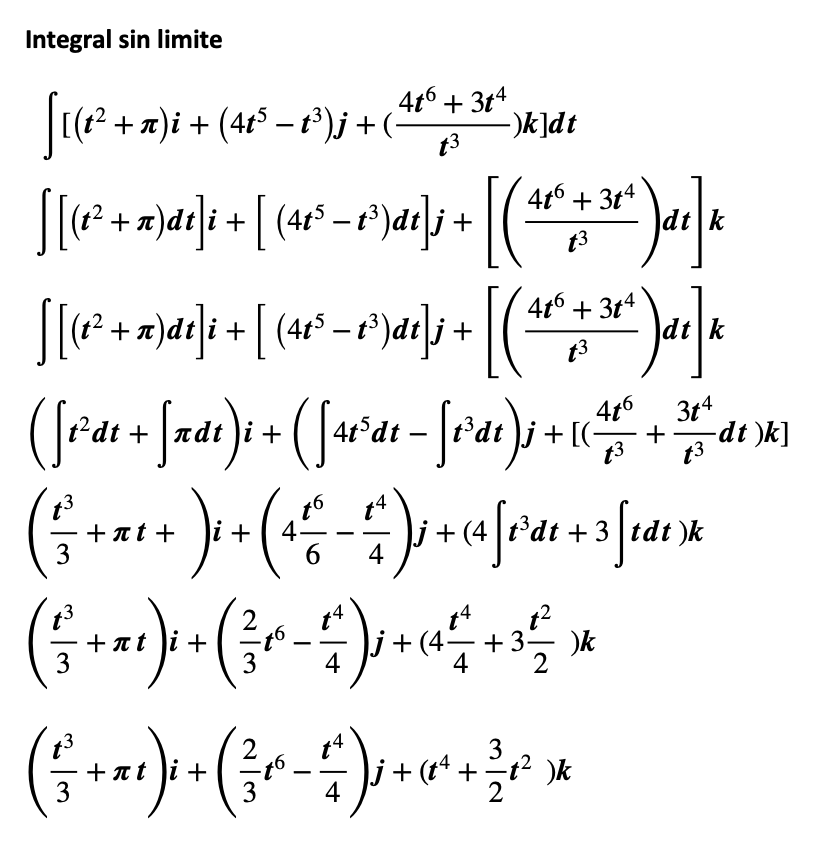 Integral sin limite
∫[(t² + π)i + (4t⁵ − t³)j + ((4t⁶ + 3t⁴)/t³)k]dt
∫[(t² + π)dt]i + [ (4t⁵ − t³)dt]j + [((4t⁶ + 3t⁴)/t³)dt]k
∫[(t² + π)dt]i + [ (4t⁵ − t³)dt]j + [((4t⁶ + 3t⁴)/t³)dt]k
(∫t²dt + ∫πdt)i + (∫4t⁵dt − ∫t³dt)j + [(4t⁶/t³ + 3t⁴/t³ dt )k]
(t³/3 + πt + )i + (4 t⁶/6 − t⁴/4)j + (4∫t³dt + 3∫tdt )k
(t³/3 + πt)i + (2/3 t⁶ − t⁴/4)j + (4 t⁴/4 + 3 t²/2 )k
(t³/3 + πt)i + (2/3 t⁶ − t⁴/4)j + (t⁴ + 3/2 t² )k